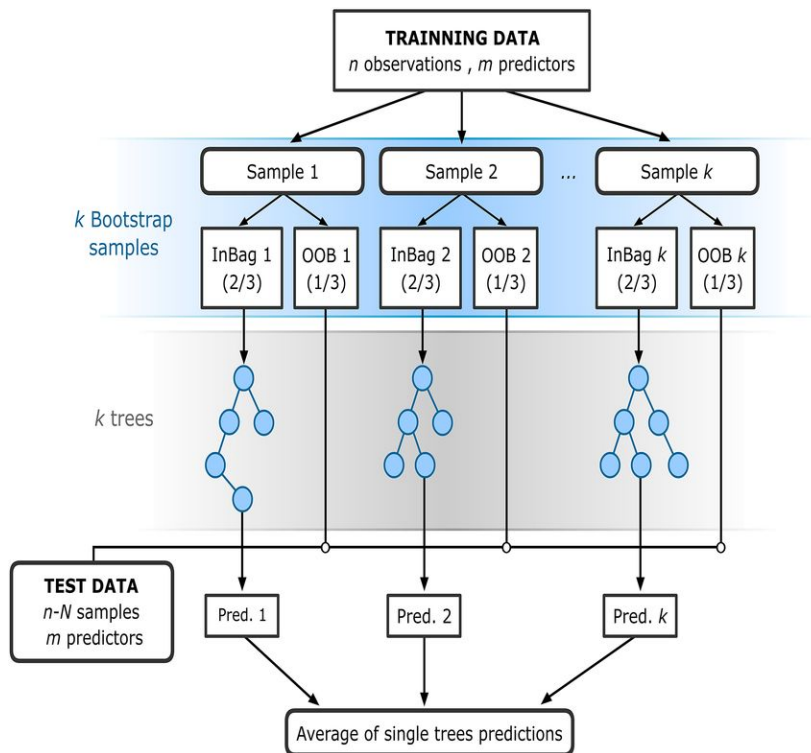 TRAINNING DATA
n observations , m predictors
Sample 1
Sample 2
...
Sample k
k Bootstrap
samples
InBag 1
(2/3)
OOB 1
(1/3)
InBag 2
(2/3)
OOB 2
(1/3)
InBag k
(2/3)
OOB k
(1/3)
k trees
TEST DATA
n-N samples
m predictors
Pred. 1
Pred. 2
Pred. k
Average of single trees predictions